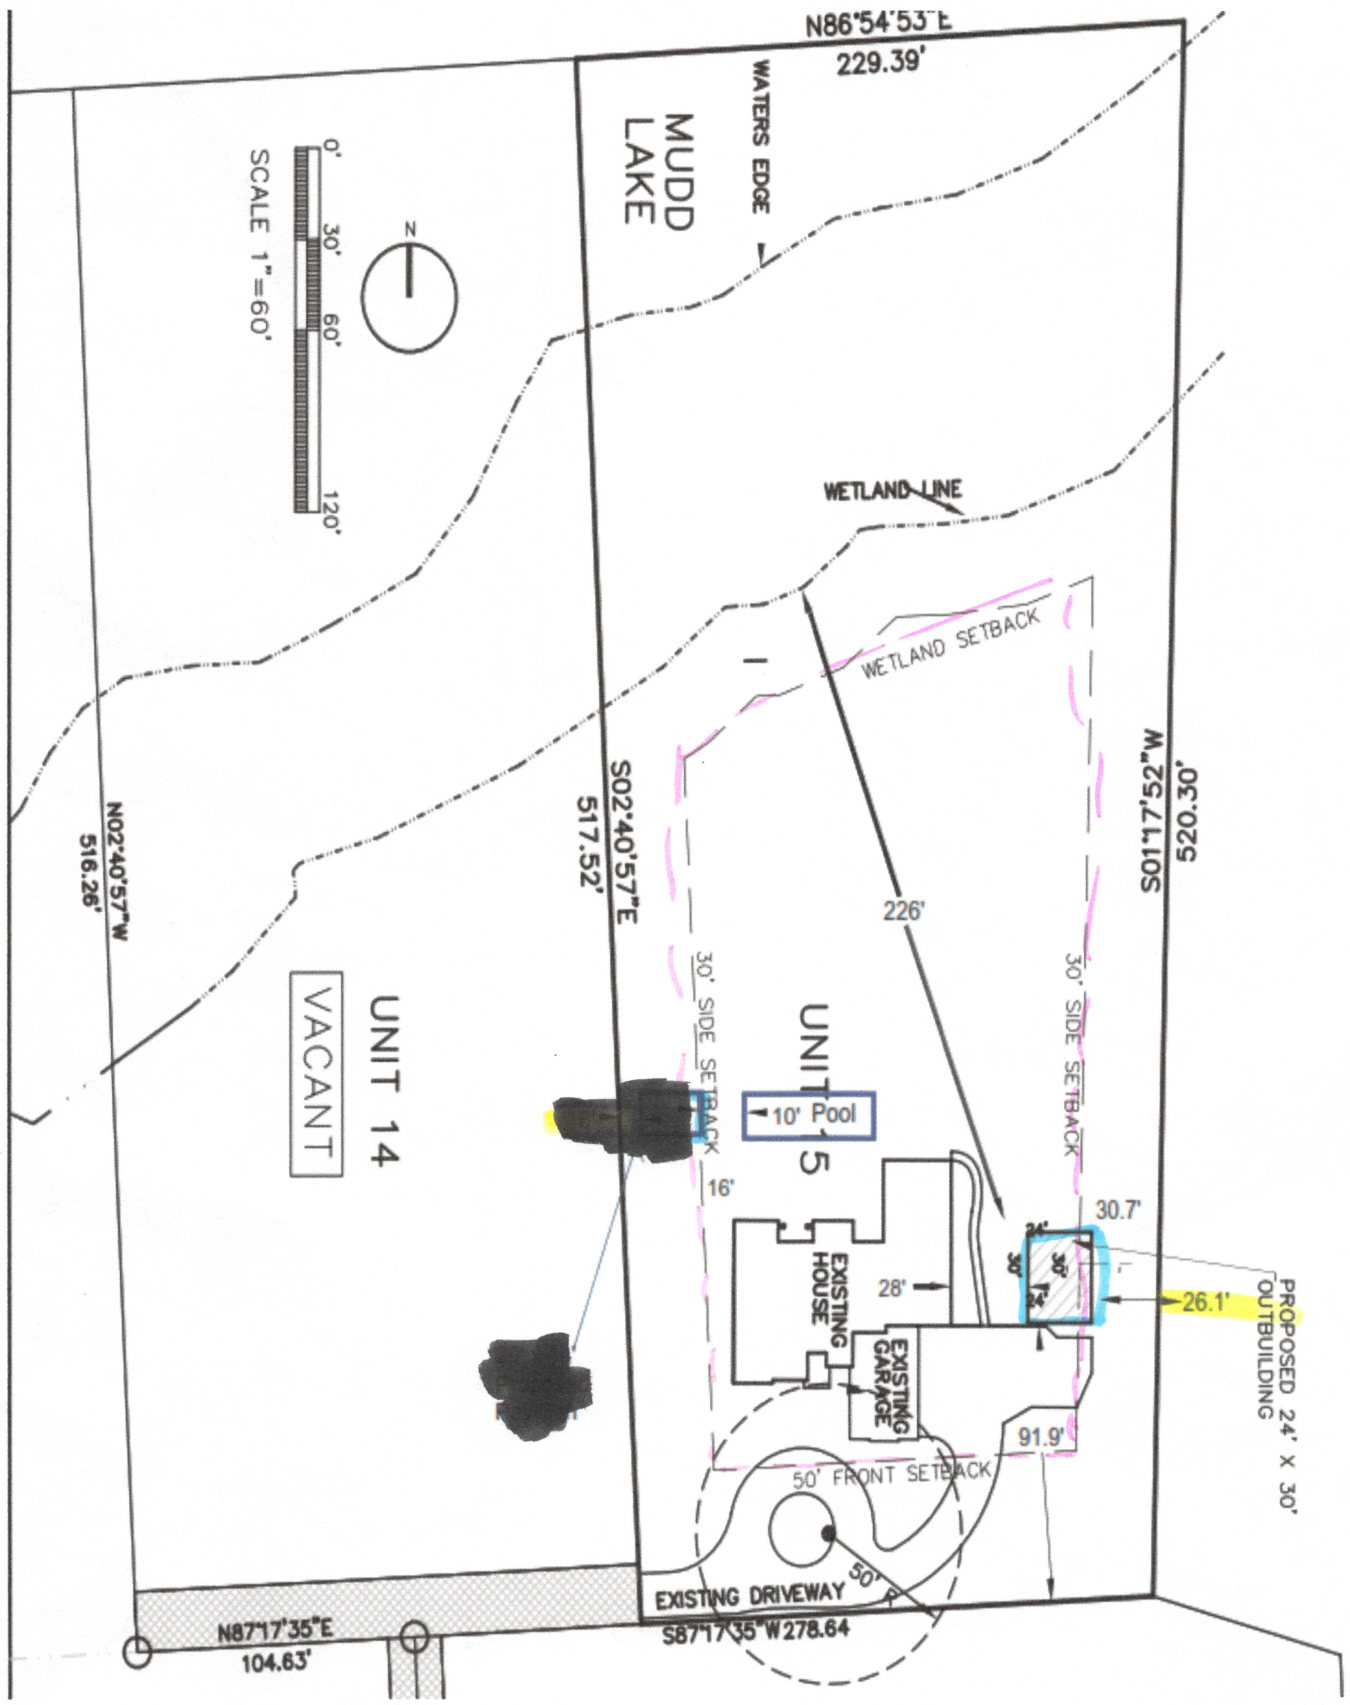 N86°54'53"E
229.39'
WATERS EDGE
MUDD
LAKE
0'
30'
60'
120'
SCALE 1"=60'
N
WETLAND LINE
WETLAND SETBACK
1
S01°17'52"W
520.30'
S02°40'57"E
517.52'
N02°40'57"W
516.26'
226'
30' SIDE SETBACK
30' SIDE SETBACK
UNIT 14
VACANT
UNIT 5
10' Pool
16'
30.7'
24'
30'
30'
24'
26.1'
PROPOSED 24' X 30'
OUTBUILDING
28'
EXISTING
HOUSE
EXISTING
GARAGE
91.9'
50' FRONT SETBACK
50' R
EXISTING DRIVEWAY
S87°17'35"W278.64
N87°17'35"E
104.63'